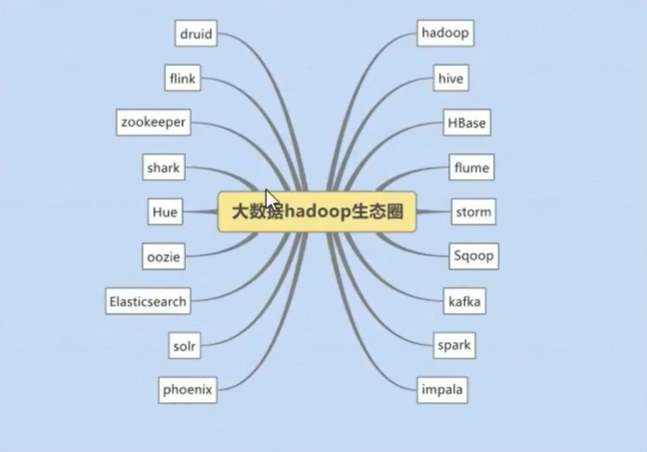 druid
flink
zookeeper
shark
Hue
oozie
Elasticsearch
solr
phoenix
大数据hadoop生态圈
hadoop
hive
HBase
flume
storm
Sqoop
kafka
spark
impala